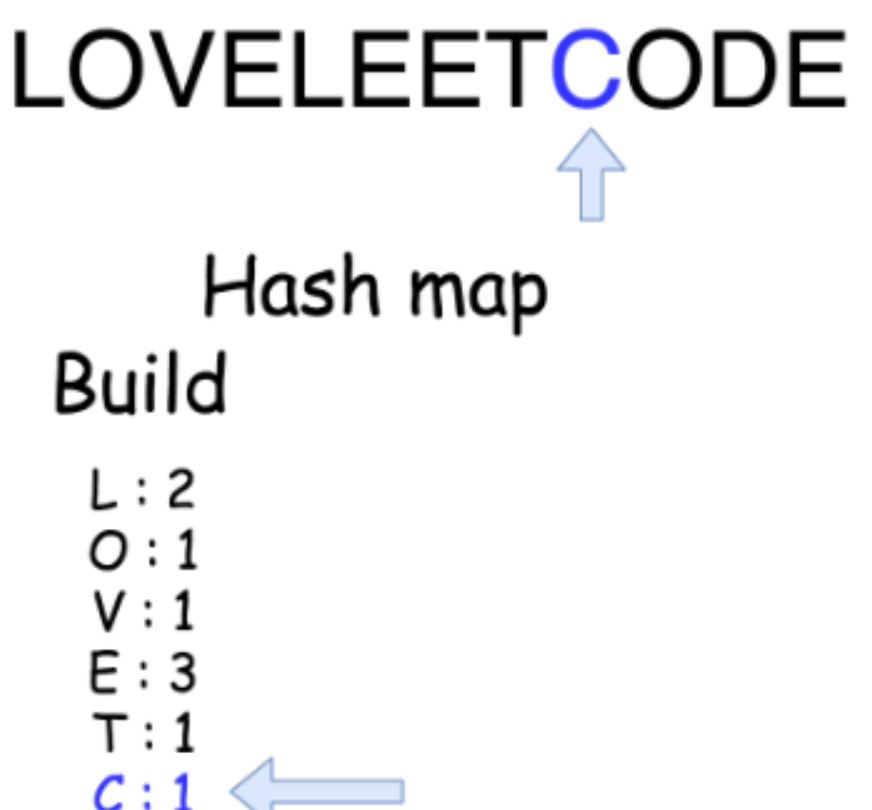 LOVELEETCODE
Hash map
Build
L : 2
O : 1
V : 1
E : 3
T : 1
C : 1